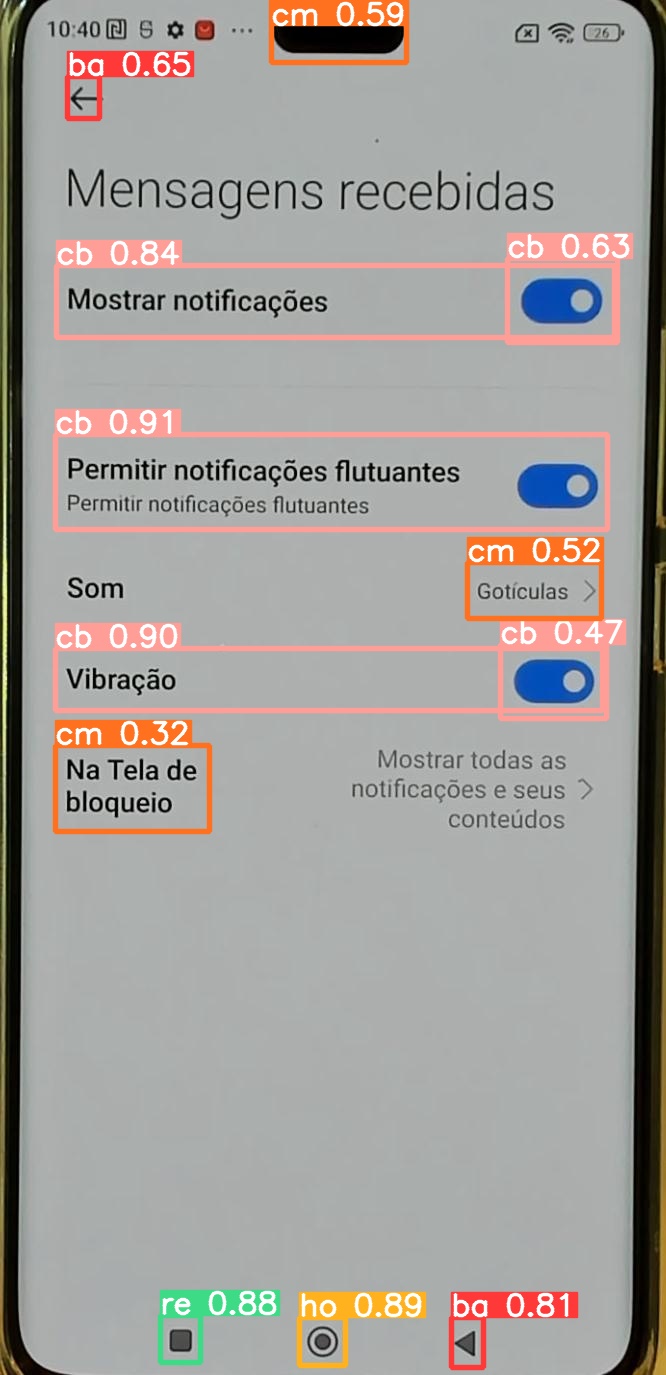 10:40
26
cm 0.59
ba 0.65
Mensagens recebidas
cb 0.84
cb 0.63
Mostrar notificações
cb 0.91
Permitir notificações flutuantes
Permitir notificações flutuantes
cm 0.52
Som
Gotículas
cb 0.90
cb 0.47
Vibração
cm 0.32
Na Tela de
bloqueio
Mostrar todas as
notificações e seus
conteúdos
re 0.88
ho 0.89
ba 0.81